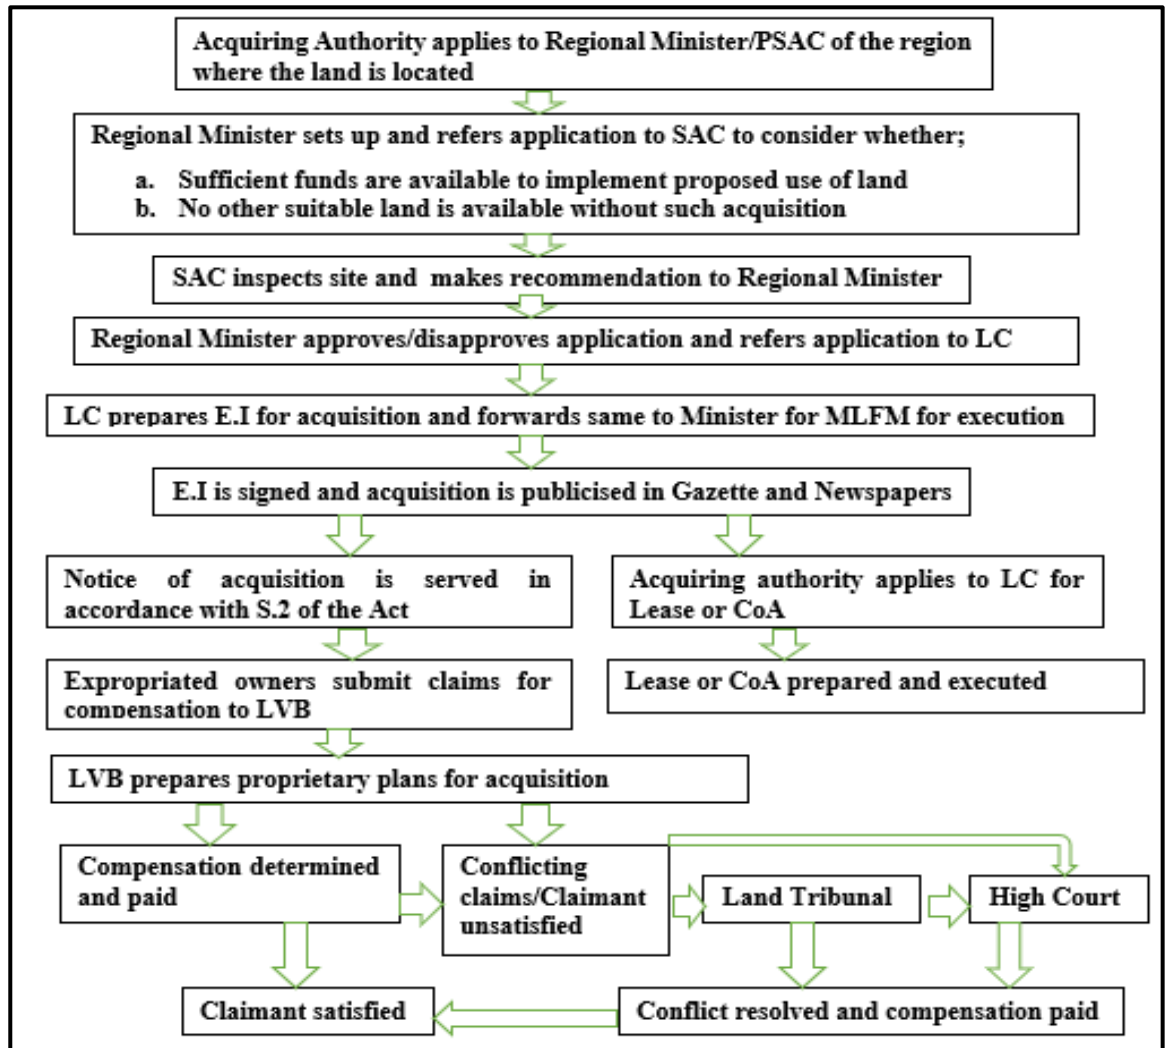 Acquiring Authority applies to Regional Minister/PSAC of the region
where the land is located
Regional Minister sets up and refers application to SAC to consider whether;
a. Sufficient funds are available to implement proposed use of land
b. No other suitable land is available without such acquisition
SAC inspects site and makes recommendation to Regional Minister
Regional Minister approves/disapproves application and refers application to LC
LC prepares E.I for acquisition and forwards same to Minister for MLFM for execution
E.I is signed and acquisition is publicised in Gazette and Newspapers
Notice of acquisition is served in
accordance with S.2 of the Act
Acquiring authority applies to LC for
Lease or CoA
Expropriated owners submit claims for
compensation to LVB
Lease or CoA prepared and executed
LVB prepares proprietary plans for acquisition
Compensation determined
and paid
Conflicting
claims/Claimant
unsatisfied
Land Tribunal
High Court
Claimant satisfied
Conflict resolved and compensation paid